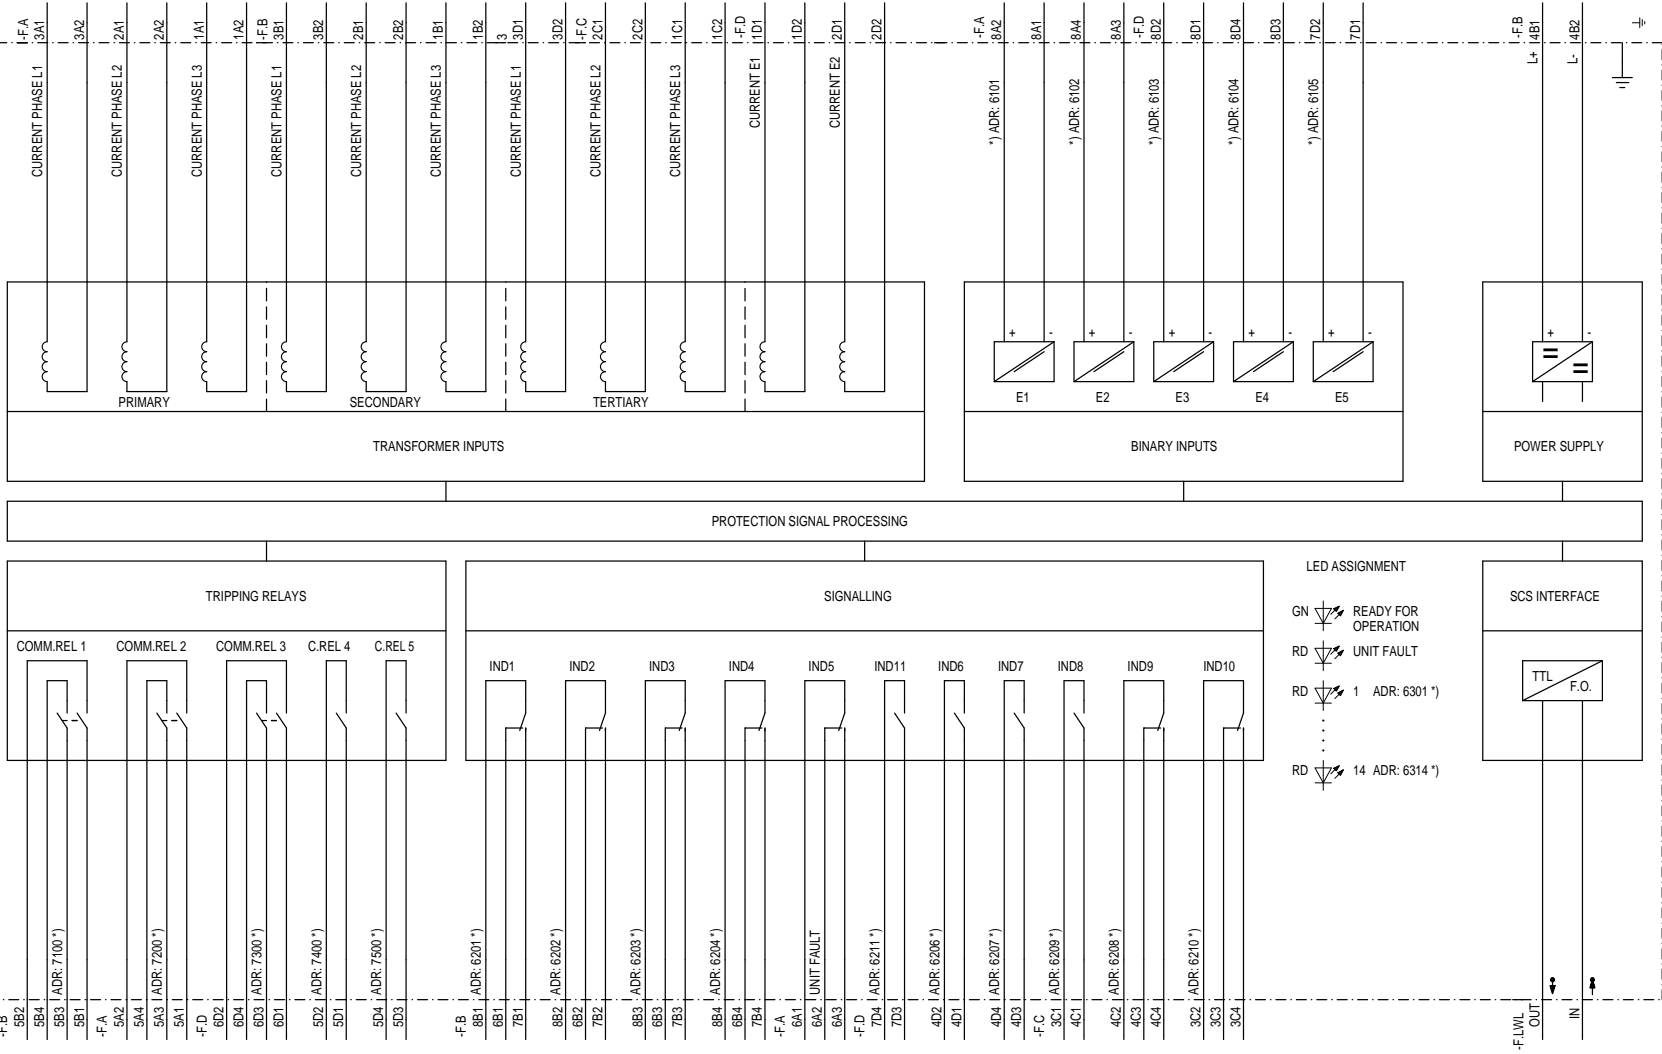 -F.A
3A1
3A2
2A1
2A2
1A1
1A2
-F.B
3B1
3B2
2B1
2B2
1B1
1B2
3
3D1
3D2
-F.C
2C1
2C2
1C1
1C2
-F.D
1D1
1D2
2D1
2D2
-F.A
8A2
8A1
8A4
8A3
-F.D
8D2
8D1
8D4
8D3
7D2
7D1
-F.B
4B1
4B2
L+
L-
CURRENT PHASE L1
CURRENT PHASE L2
CURRENT PHASE L3
CURRENT PHASE L1
CURRENT PHASE L2
CURRENT PHASE L3
CURRENT PHASE L1
CURRENT PHASE L2
CURRENT PHASE L3
CURRENT E1
CURRENT E2
*) ADR: 6101
*) ADR: 6102
*) ADR: 6103
*) ADR: 6104
*) ADR: 6105
+ -
+ -
+ -
+ -
+ -
+ -
E1
E2
E3
E4
E5
PRIMARY
SECONDARY
TERTIARY
TRANSFORMER INPUTS
BINARY INPUTS
POWER SUPPLY
PROTECTION SIGNAL PROCESSING
TRIPPING RELAYS
SIGNALLING
LED ASSIGNMENT
SCS INTERFACE
GN READY FOR
OPERATION
RD UNIT FAULT
RD 1 ADR: 6301 *)
RD 14 ADR: 6314 *)
COMM.REL 1
COMM.REL 2
COMM.REL 3
C.REL 4
C.REL 5
IND1
IND2
IND3
IND4
IND5
IND11
IND6
IND7
IND8
IND9
IND10
TTL
F.O.
ADR: 7100 *)
ADR: 7200 *)
ADR: 7300 *)
ADR: 7400 *)
ADR: 7500 *)
ADR: 6201 *)
ADR: 6202 *)
ADR: 6203 *)
ADR: 6204 *)
UNIT FAULT
ADR: 6211 *)
ADR: 6206 *)
ADR: 6207 *)
ADR: 6209 *)
ADR: 6208 *)
ADR: 6210 *)
-F.B
5B2
5B4
5B3
5B1
-F.A
5A2
5A4
5A3
5A1
-F.D
6D2
6D4
6D3
6D1
5D2
5D1
5D4
5D3
-F.B
8B1
6B1
7B1
8B2
6B2
7B2
8B3
6B3
7B3
8B4
6B4
7B4
-F.A
6A1
6A2
6A3
-F.D
7D4
7D3
4D2
4D1
4D4
4D3
-F.C
3C1
4C1
4C2
4C3
4C4
3C2
3C3
3C4
-F.LWL
OUT
IN